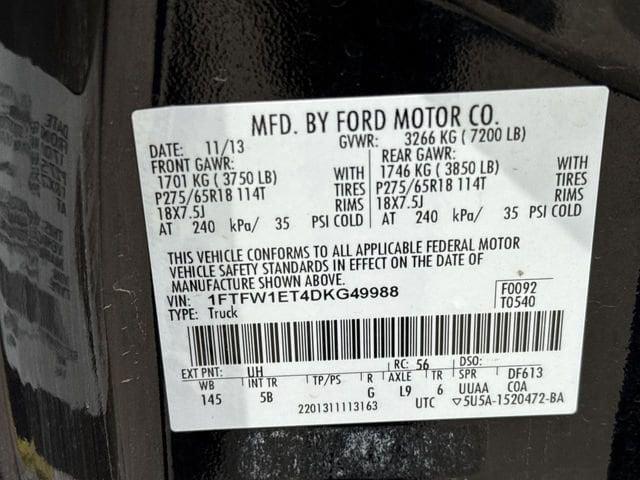 MFD. BY FORD MOTOR CO.
DATE: 11/13 GVWR: 3266 KG ( 7200 LB)
FRONT GAWR: REAR GAWR:
1701 KG ( 3750 LB) WITH 1746 KG ( 3850 LB) WITH
P275/65R18 114T TIRES P275/65R18 114T TIRES
18X7.5J RIMS 18X7.5J RIMS
AT 240 kPa/ 35 PSI COLD AT 240 kPa/ 35 PSI COLD
THIS VEHICLE CONFORMS TO ALL APPLICABLE FEDERAL MOTOR
VEHICLE SAFETY STANDARDS IN EFFECT ON THE DATE OF
MANUFACTURE SHOWN ABOVE.
VIN: 1FTFW1ET4DKG49988 F0092
TYPE: Truck T0540
EXT PNT: UH RC: 56 DSO:
WB INT TR TP/PS R AXLE TR SPR DF613
145 5B G L9 6 UUAA COA
2201311113163 UTC ▽5U5A-1520472-BA